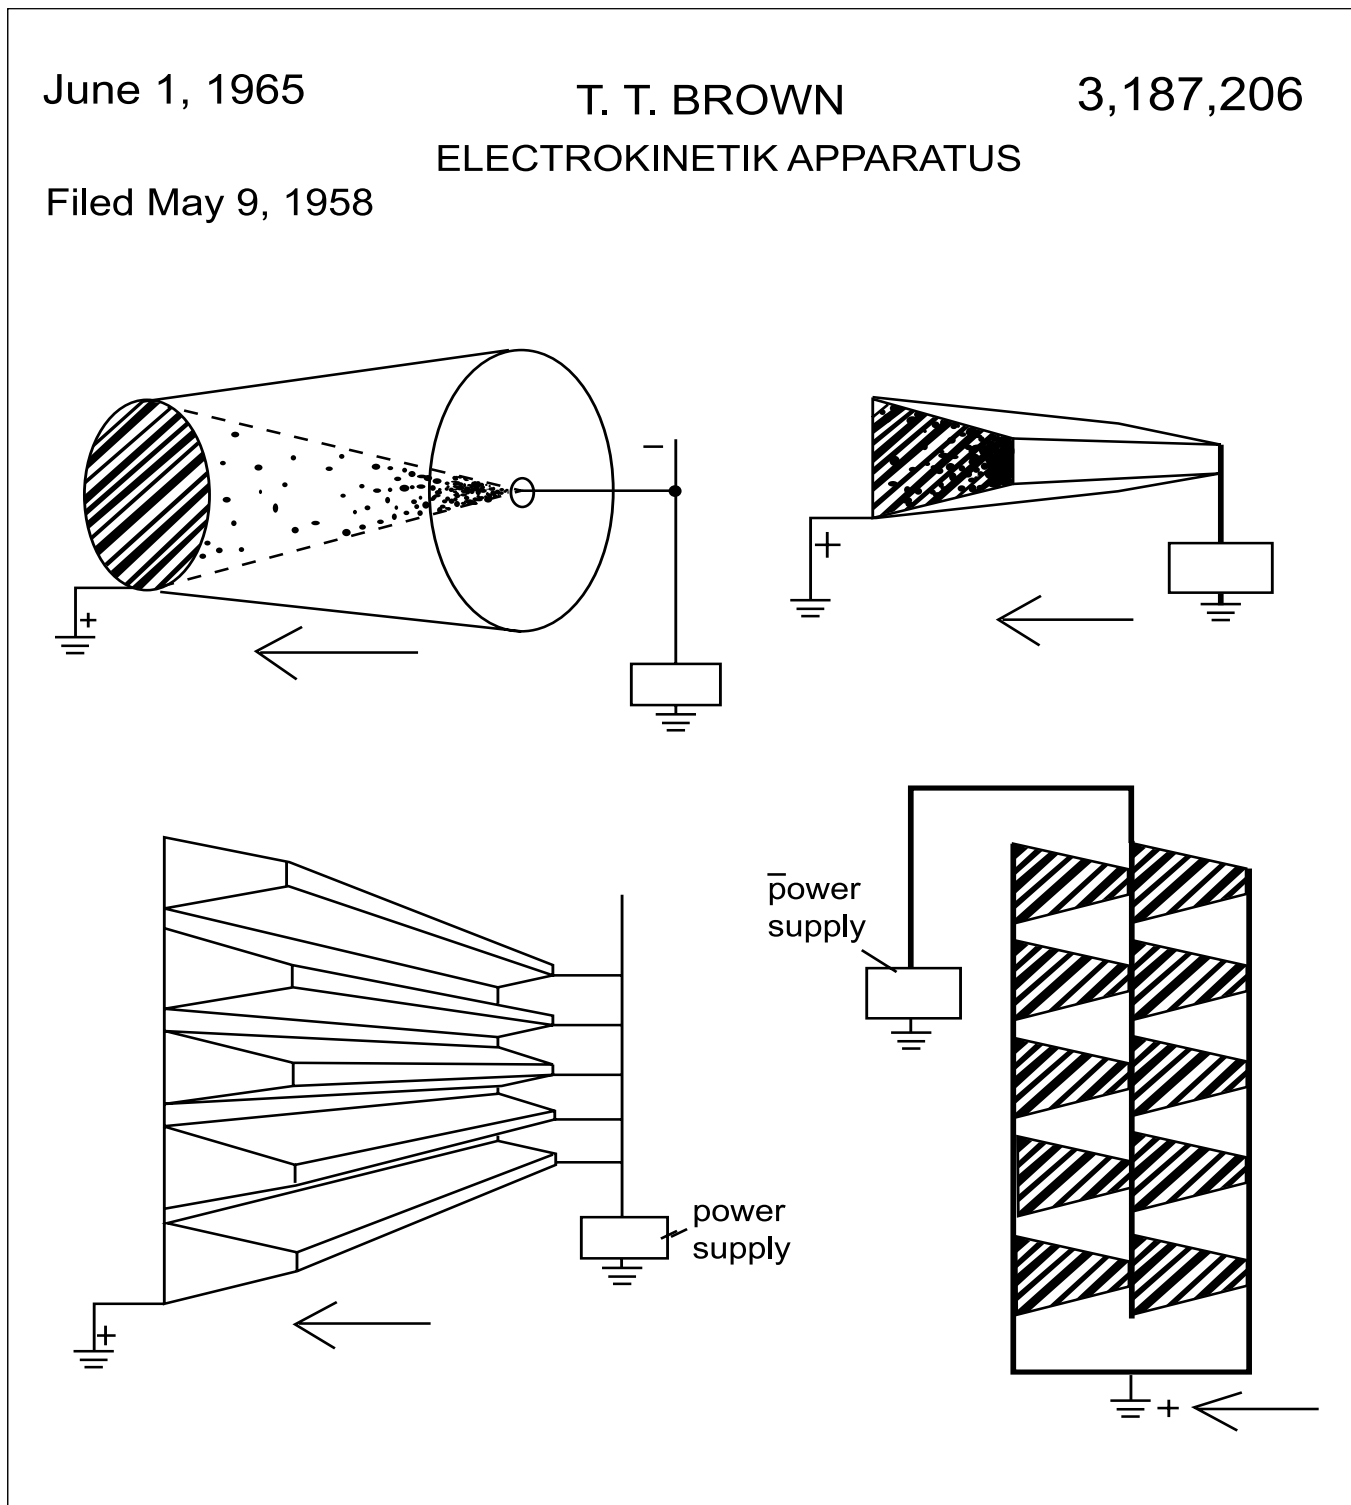 June 1, 1965
T. T. BROWN
3,187,206
ELECTROKINETIK APPARATUS
Filed May 9, 1958
−
+
+
−
power
supply
power
supply
+
+